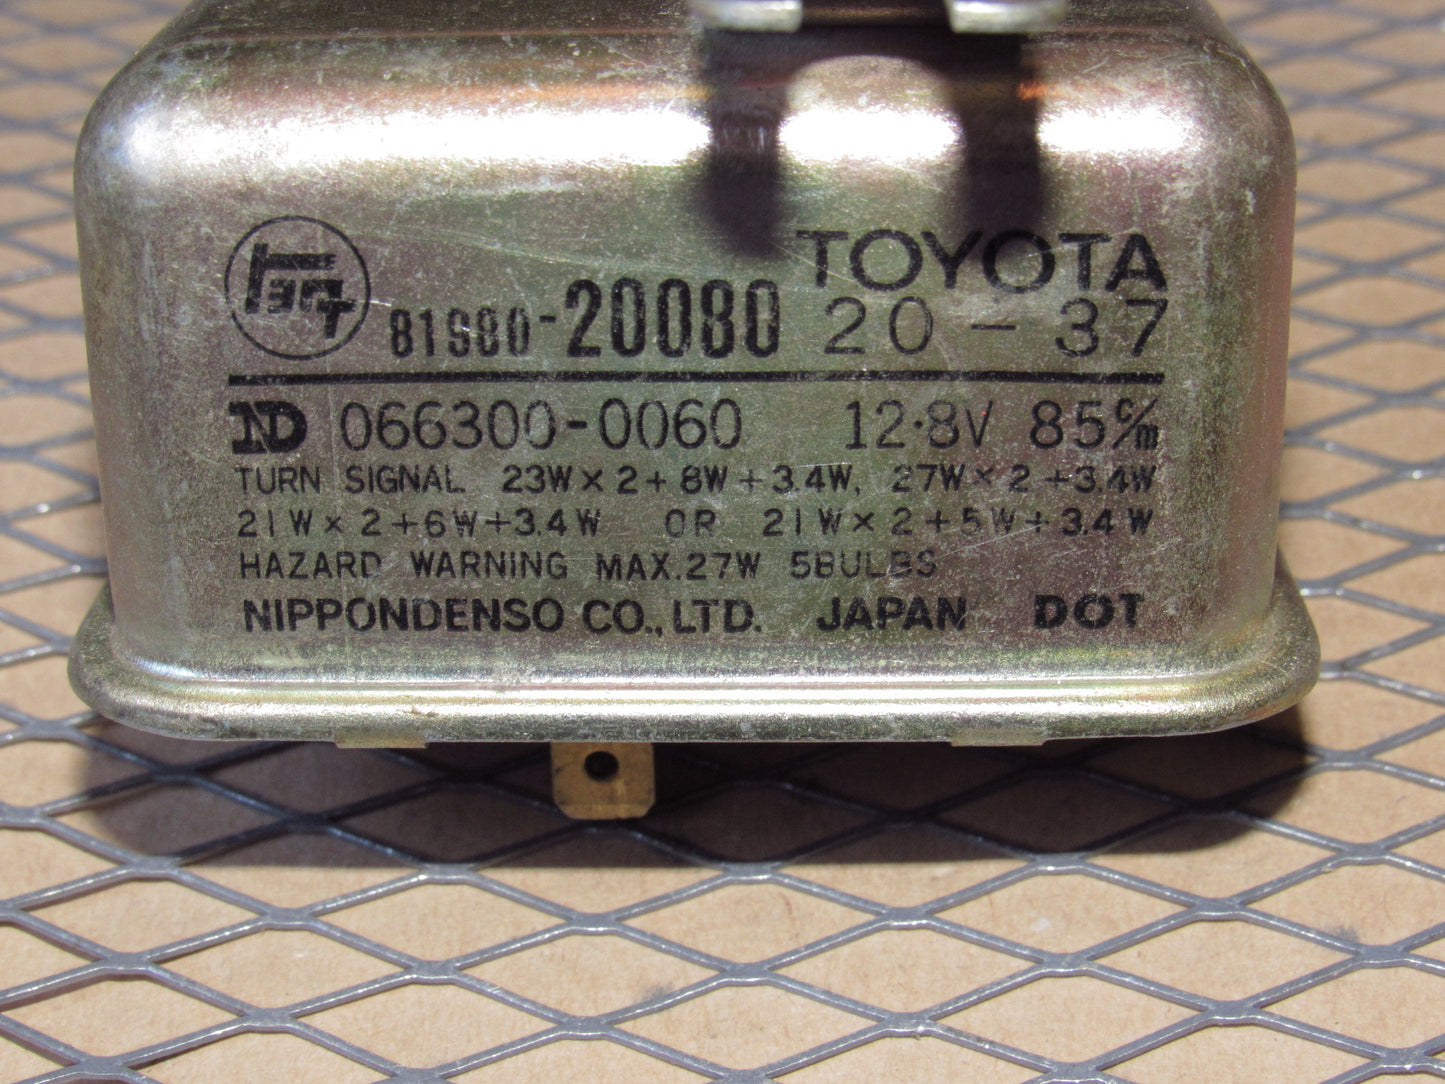 TEQ 81980-20080 TOYOTA
20-37
ND 066300-0060 12·8V 85c/m
TURN SIGNAL 23W×2+8W+3.4W, 27W×2+3.4W
21W×2+6W+3.4W OR 21W×2+5W+3.4W
HAZARD WARNING MAX.27W 5BULBS
NIPPONDENSO CO., LTD. JAPAN DOT